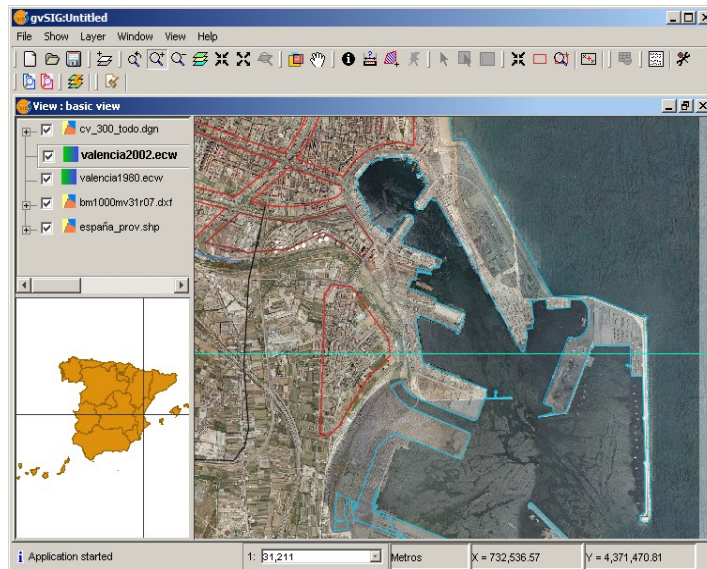 gvSIG:Untitled
File Show Layer Window View Help
View : basic view
cv_300_todo.dgn
valencia2002.ecw
valencia1980.ecw
bm1000mv31r07.dxf
españa_prov.shp
Application started 1: 31,211 Metros X = 732,536.57 Y = 4,371,470.81